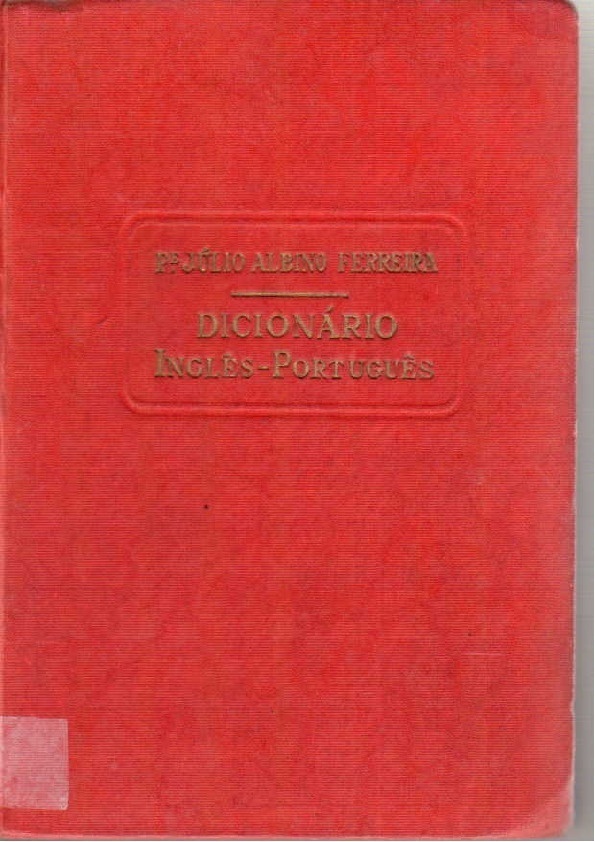 Pᴱ JÚLIO ALBINO FERREIRA
DICIONÁRIO
INGLÊS-PORTUGUÊS